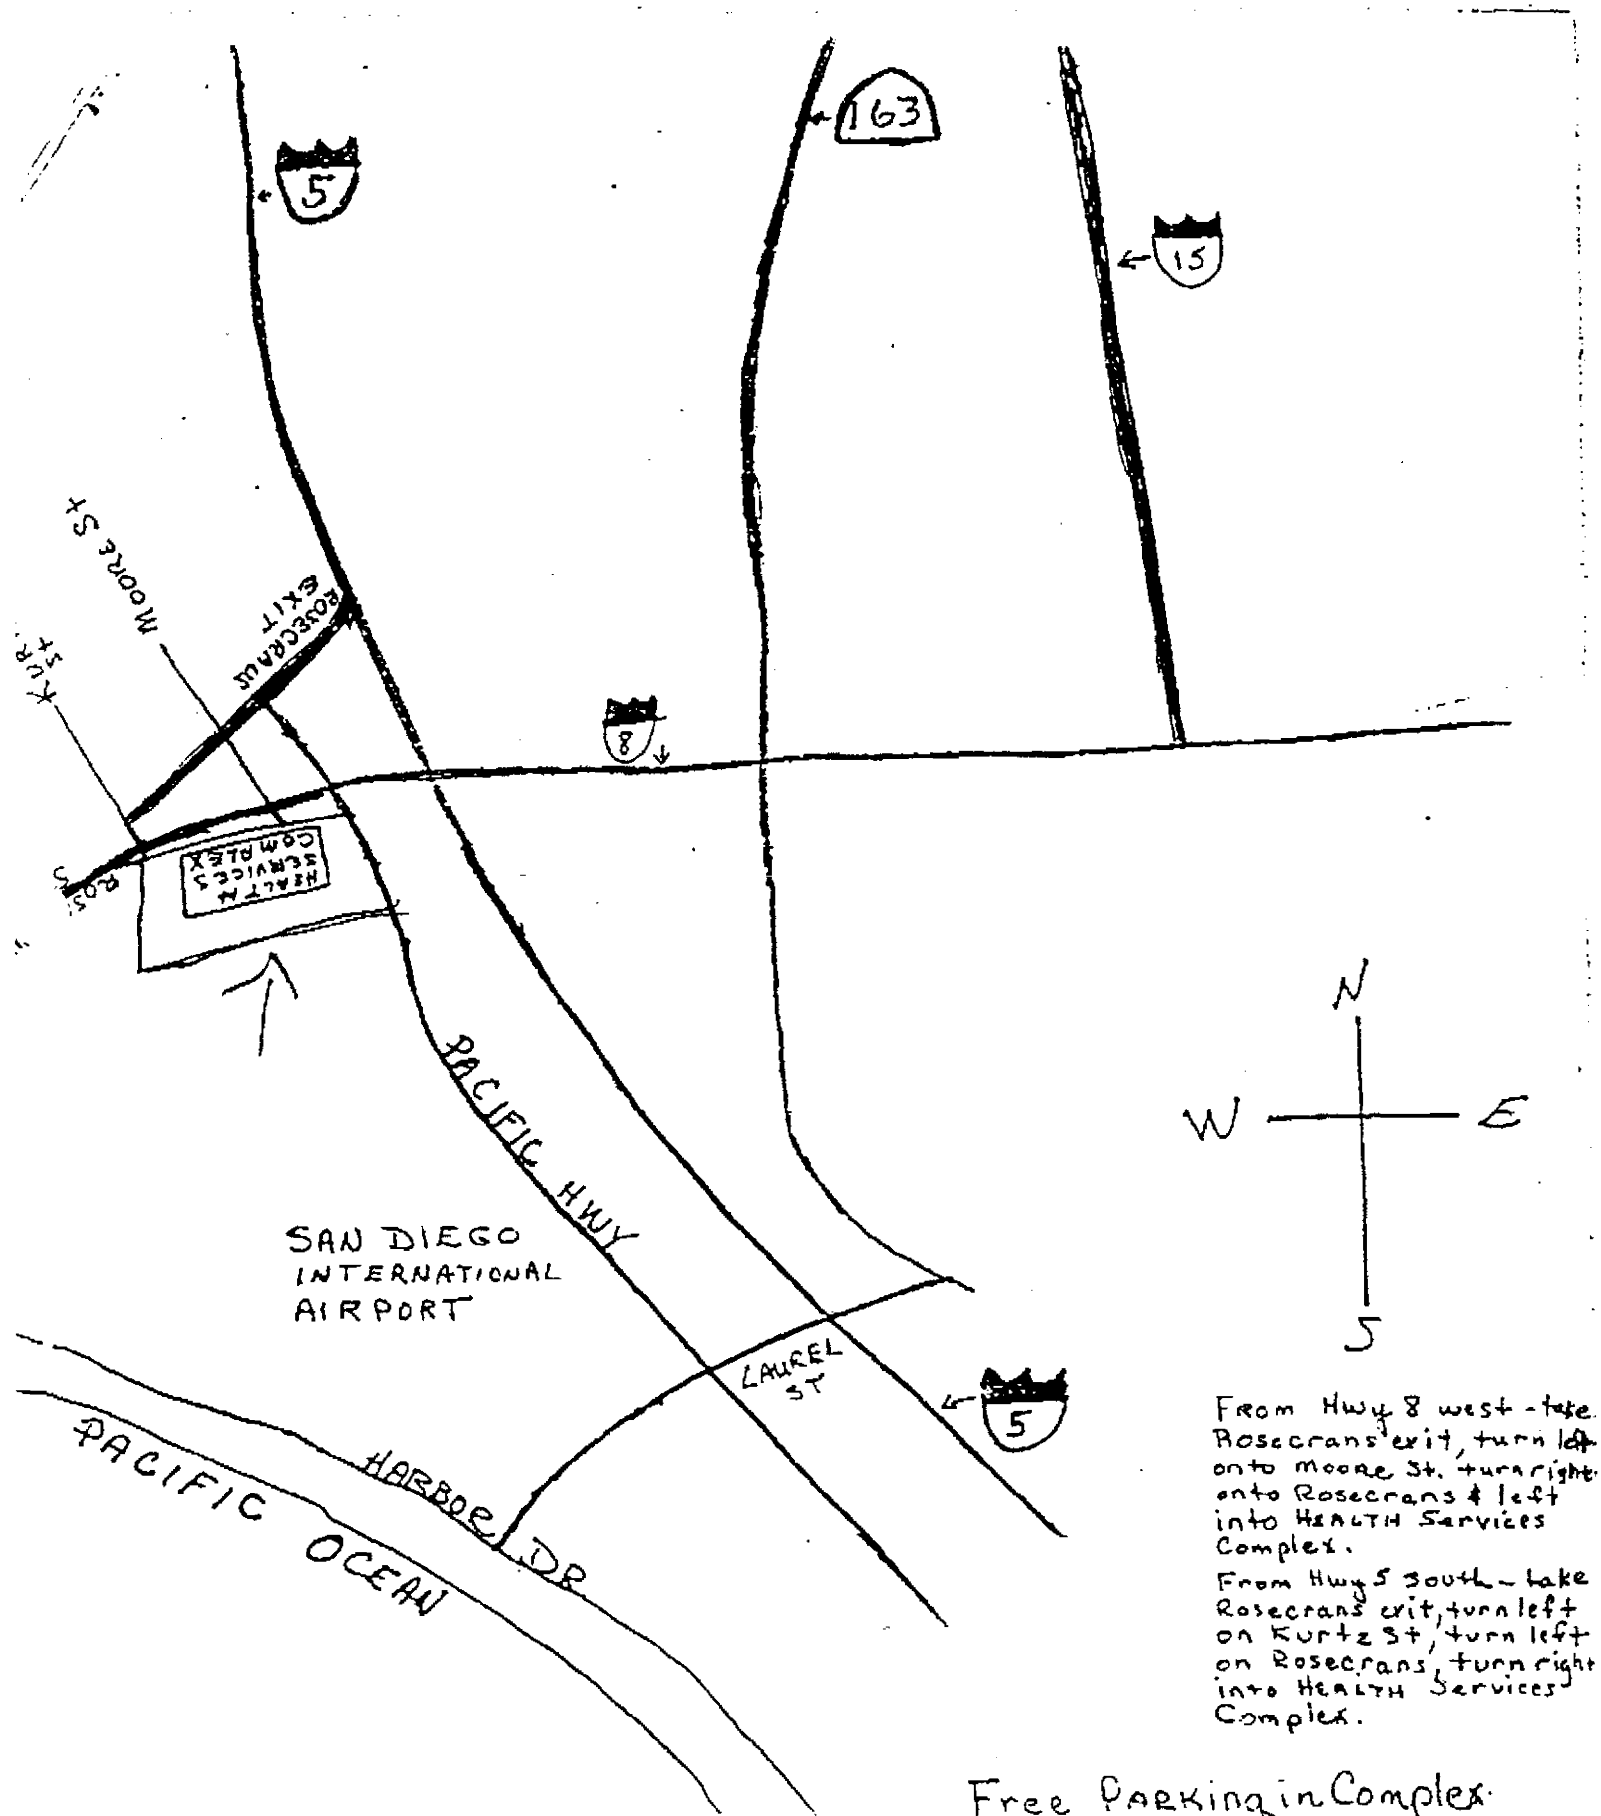 163
5
15
MOORE ST
ROSECRANS
EXIT
KUR
St
8
HEALTH
SERVICES
COMPLEX
ROS
N
W E
S
PACIFIC HWY
SAN DIEGO
INTERNATIONAL
AIRPORT
LAUREL
ST
5
HARBOR DR
PACIFIC OCEAN
From Hwy 8 west - take
Rosecrans exit, turn left
onto Moore St. turn right
onto Rosecrans & left
into HEALTH Services
Complex.
From Hwy 5 south - take
Rosecrans exit, turn left
on Kurtz St, turn left
on Rosecrans, turn right
into HEALTH Services
Complex.
Free PARKing in Complex.